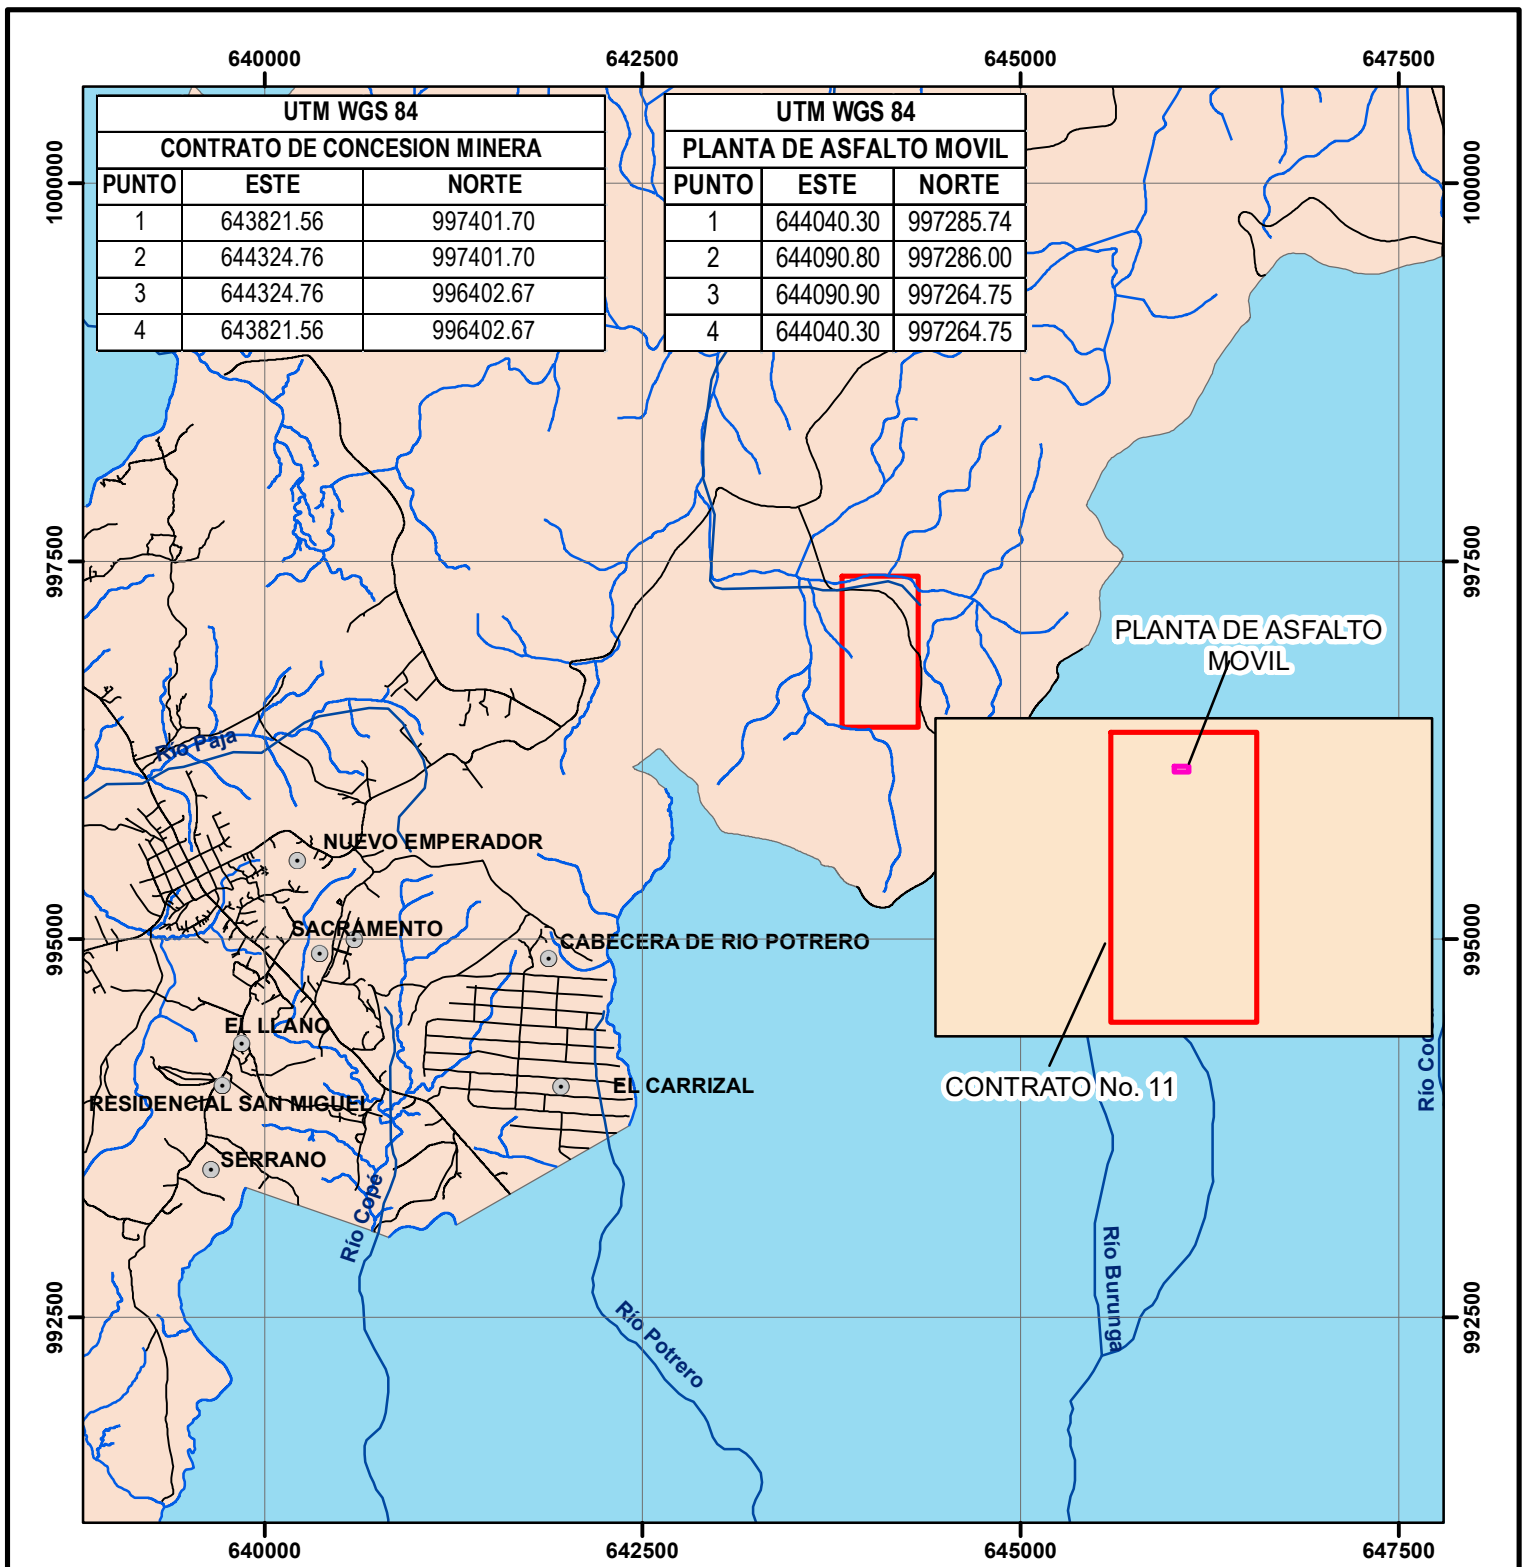 640000 642500 645000 647500
UTM WGS 84
CONTRATO DE CONCESION MINERA
PUNTO ESTE NORTE
1 643821.56 997401.70
2 644324.76 997401.70
3 644324.76 996402.67
4 643821.56 996402.67
UTM WGS 84
PLANTA DE ASFALTO MOVIL
PUNTO ESTE NORTE
1 644040.30 997285.74
2 644090.80 997286.00
3 644090.90 997264.75
4 644040.30 997264.75
1000000 1000000
997500 997500
PLANTA DE ASFALTO
MOVIL
Río Paja
NUEVO EMPERADOR
SACRAMENTO
CABECERA DE RIO POTRERO
995000 995000
EL LLANO
EL CARRIZAL
CONTRATO No. 11
RESIDENCIAL SAN MIGUEL
SERRANO
Río Copé
Río Potrero
Río Burunga
Río
992500 992500
640000 642500 645000 647500